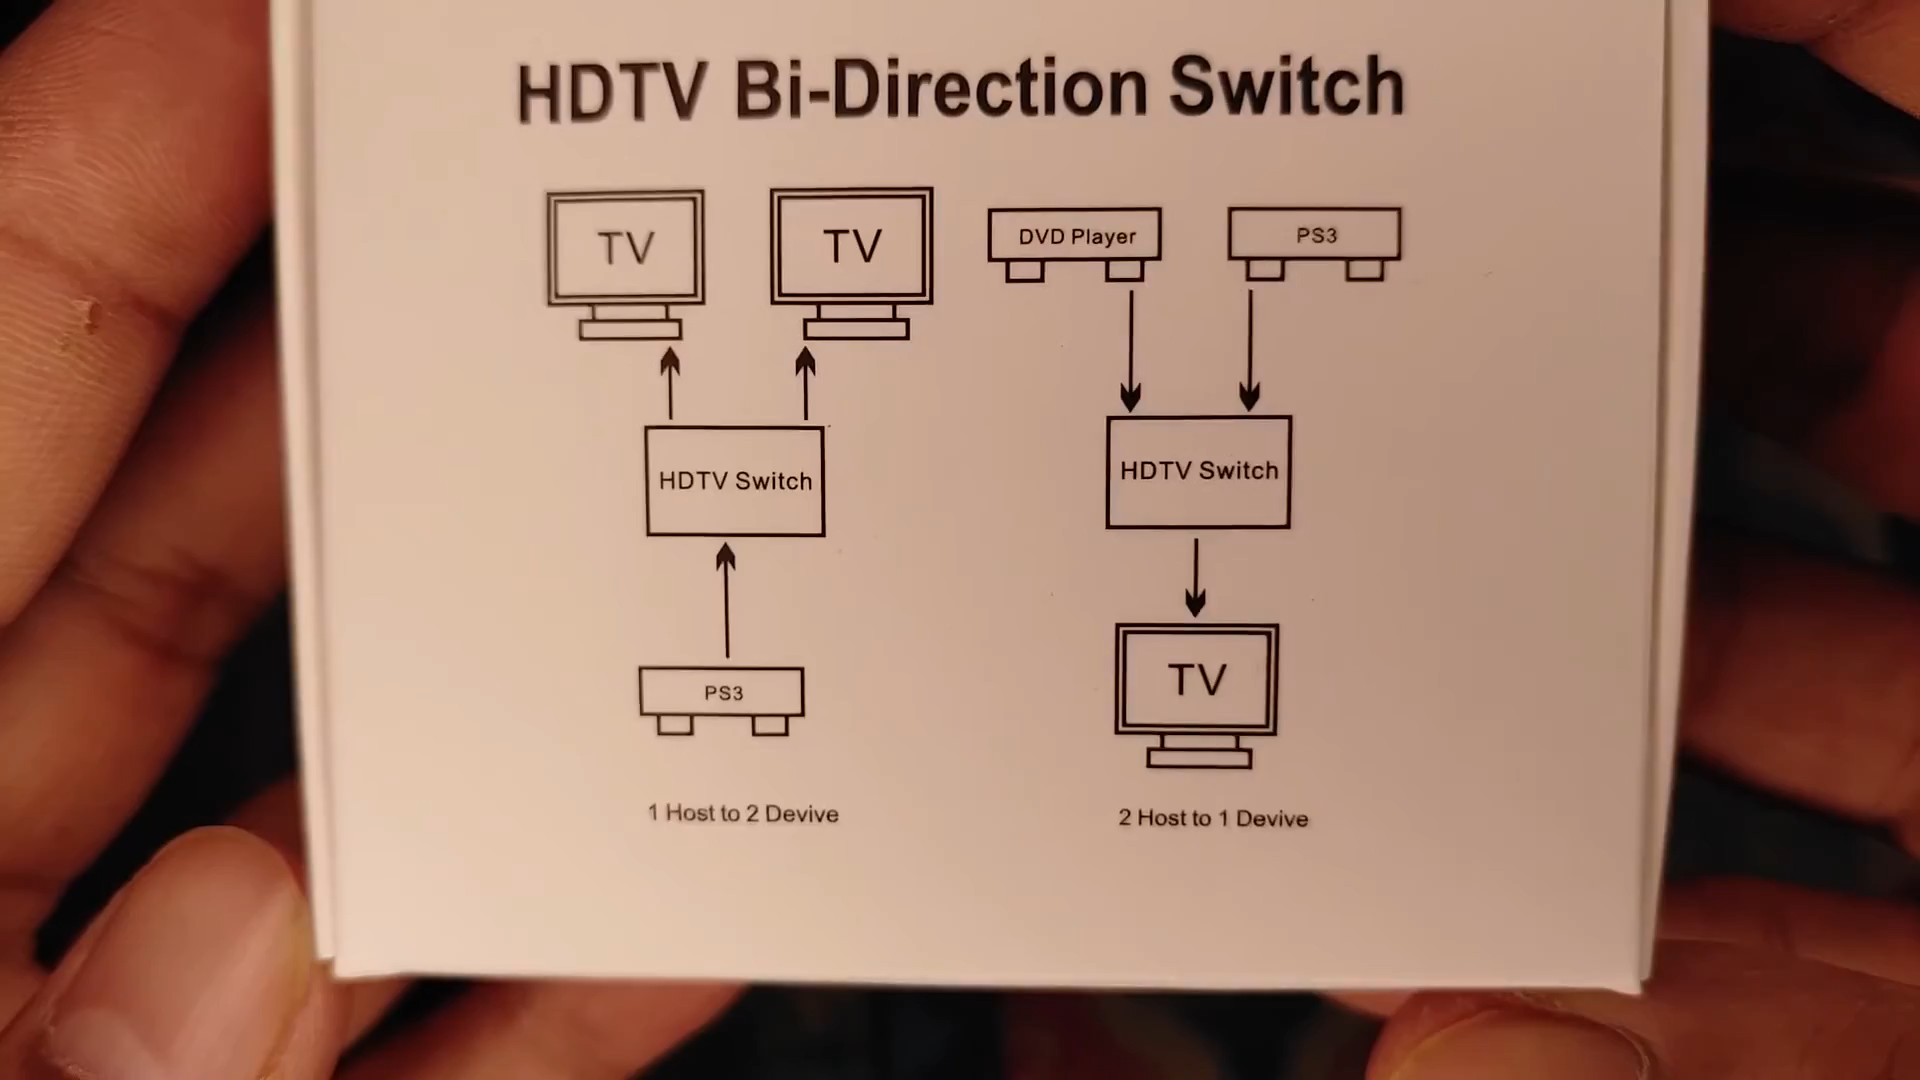 HDTV Bi-Direction Switch
TV
TV
HDTV Switch
PS3
1 Host to 2 Devive
DVD Player
PS3
HDTV Switch
TV
2 Host to 1 Devive